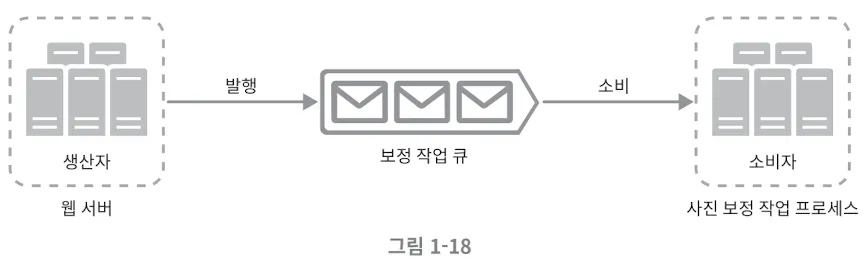 발행
소비
생산자
보정 작업 큐
소비자
웹 서버
사진 보정 작업 프로세스
그림 1-18